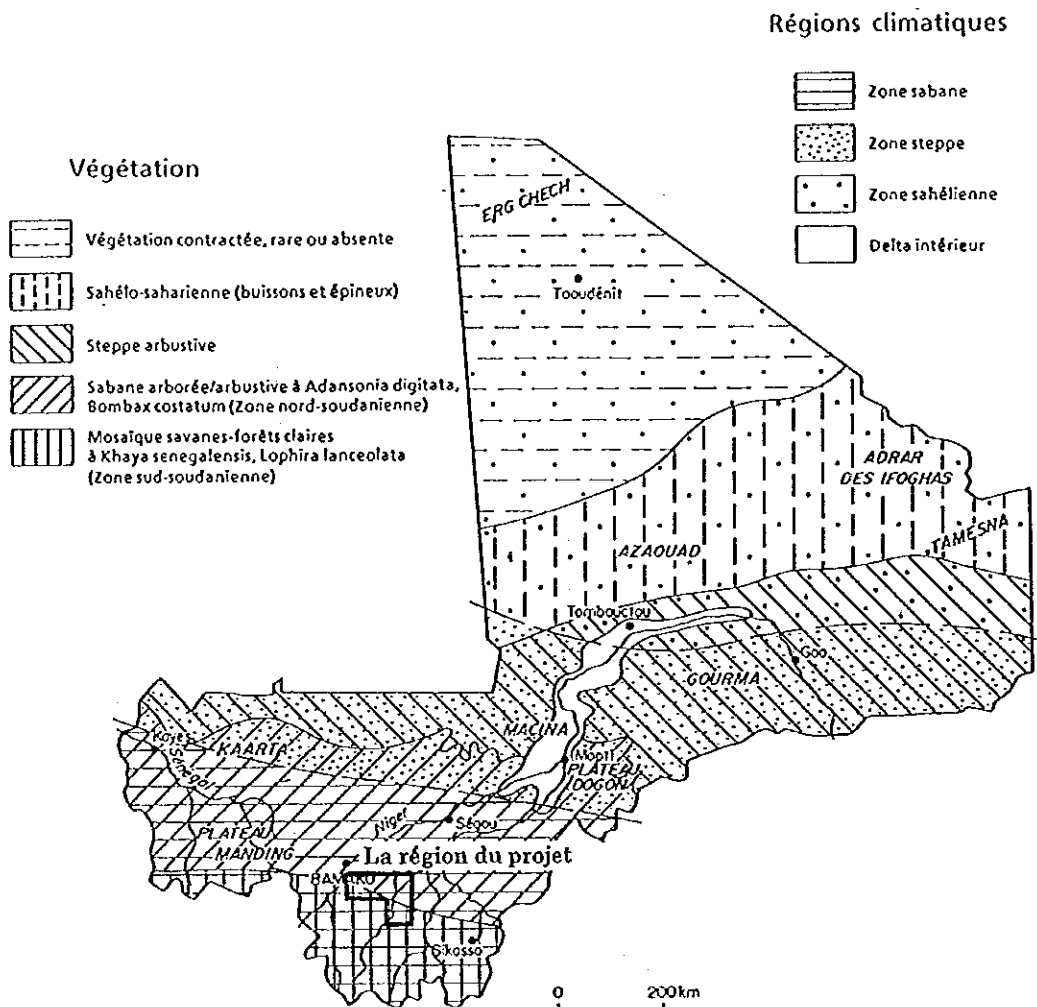 Régions climatiques
Zone sabane
Zone steppe
Zone sahélienne
Delta intérieur
Végétation
Végétation contractée, rare ou absente
Sahélo-saharienne (buissons et épineux)
Steppe arbustive
Sabane arborée/arbustive à Adansonia digitata,
Bombax costatum (Zone nord-soudanienne)
Mosaïque savanes-forêts claires
à Khaya senegalensis, Lophira lanceolata
(Zone sud-soudanienne)
ERG CHECH
Taoudénit
ADRAR
DES IFOGHAS
TAMESNA
AZAOUAD
Tombouctou
Gao
GOURMA
MACINA
Kayes
Sénégal
KAARTA
Mopti
PLATEAU
DOGON
Niger
Ségou
PLATEAU
MANDING
La région du projet
BAMAKO
Sikasso
0 200km